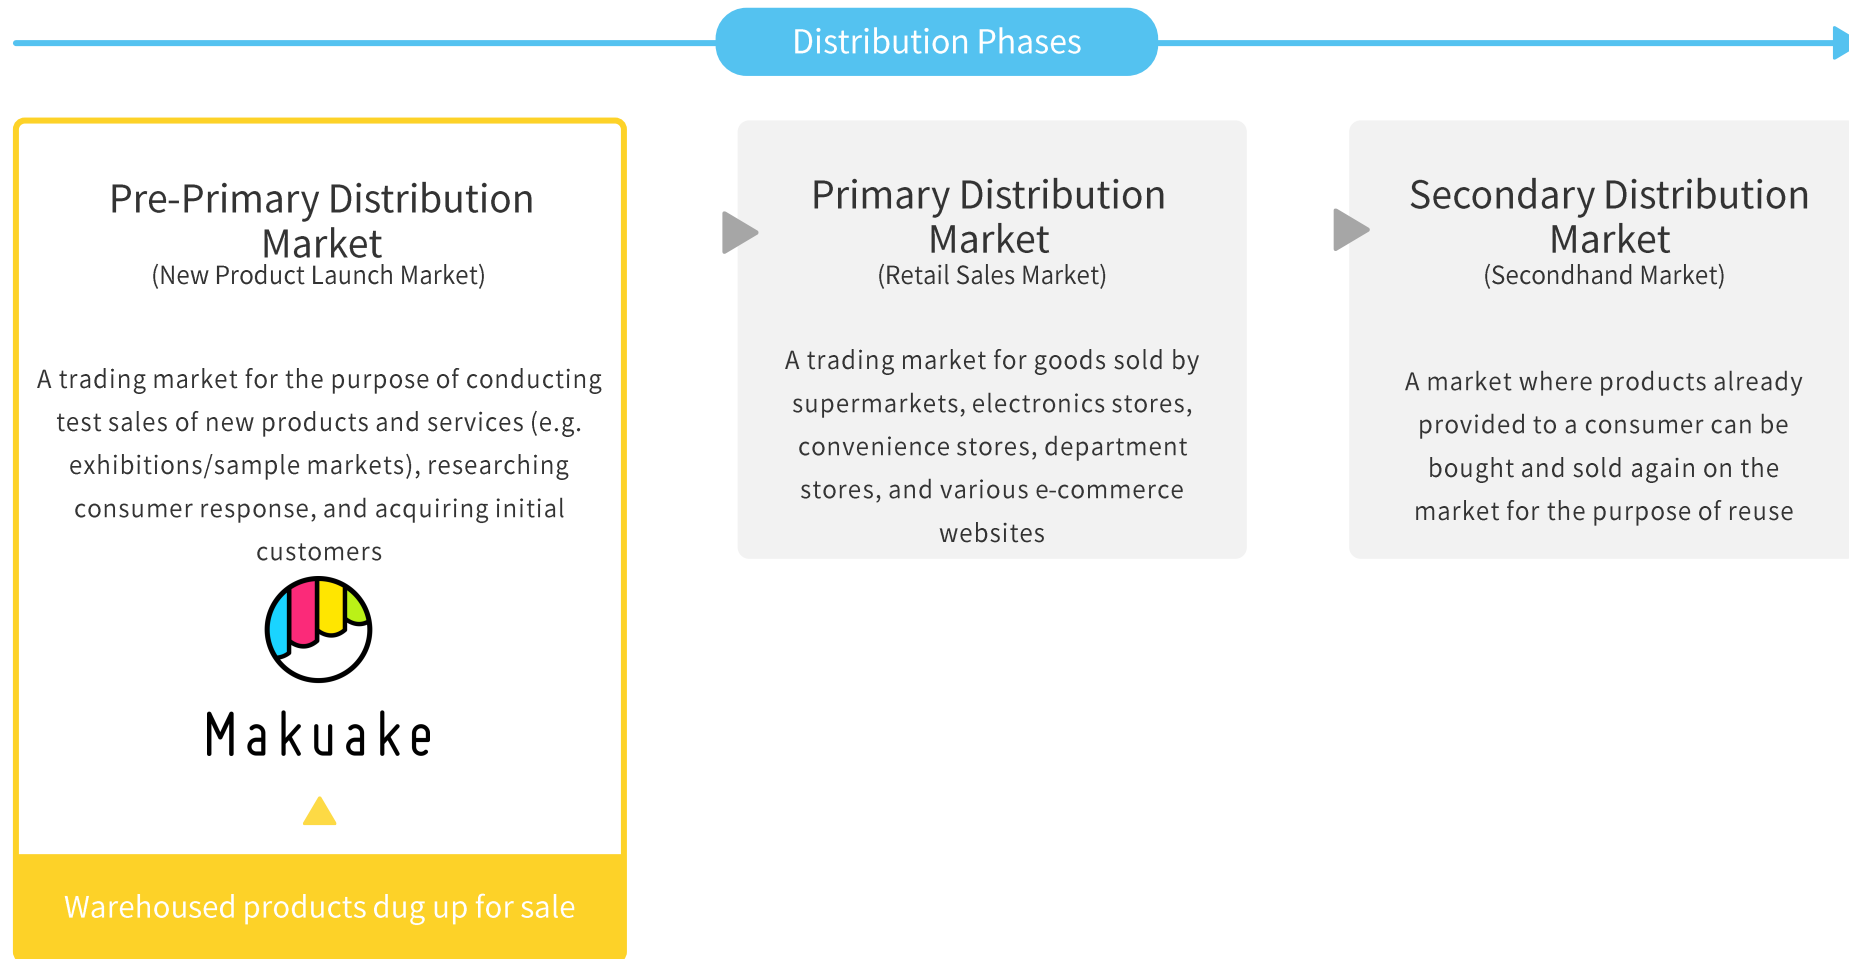 Distribution Phases
Pre-Primary Distribution
Market
(New Product Launch Market)
A trading market for the purpose of conducting
test sales of new products and services (e.g.
exhibitions/sample markets), researching
consumer response, and acquiring initial
customers
Makuake
Warehoused products dug up for sale
Primary Distribution
Market
(Retail Sales Market)
A trading market for goods sold by
supermarkets, electronics stores,
convenience stores, department
stores, and various e-commerce
websites
Secondary Distribution
Market
(Secondhand Market)
A market where products already
provided to a consumer can be
bought and sold again on the
market for the purpose of reuse